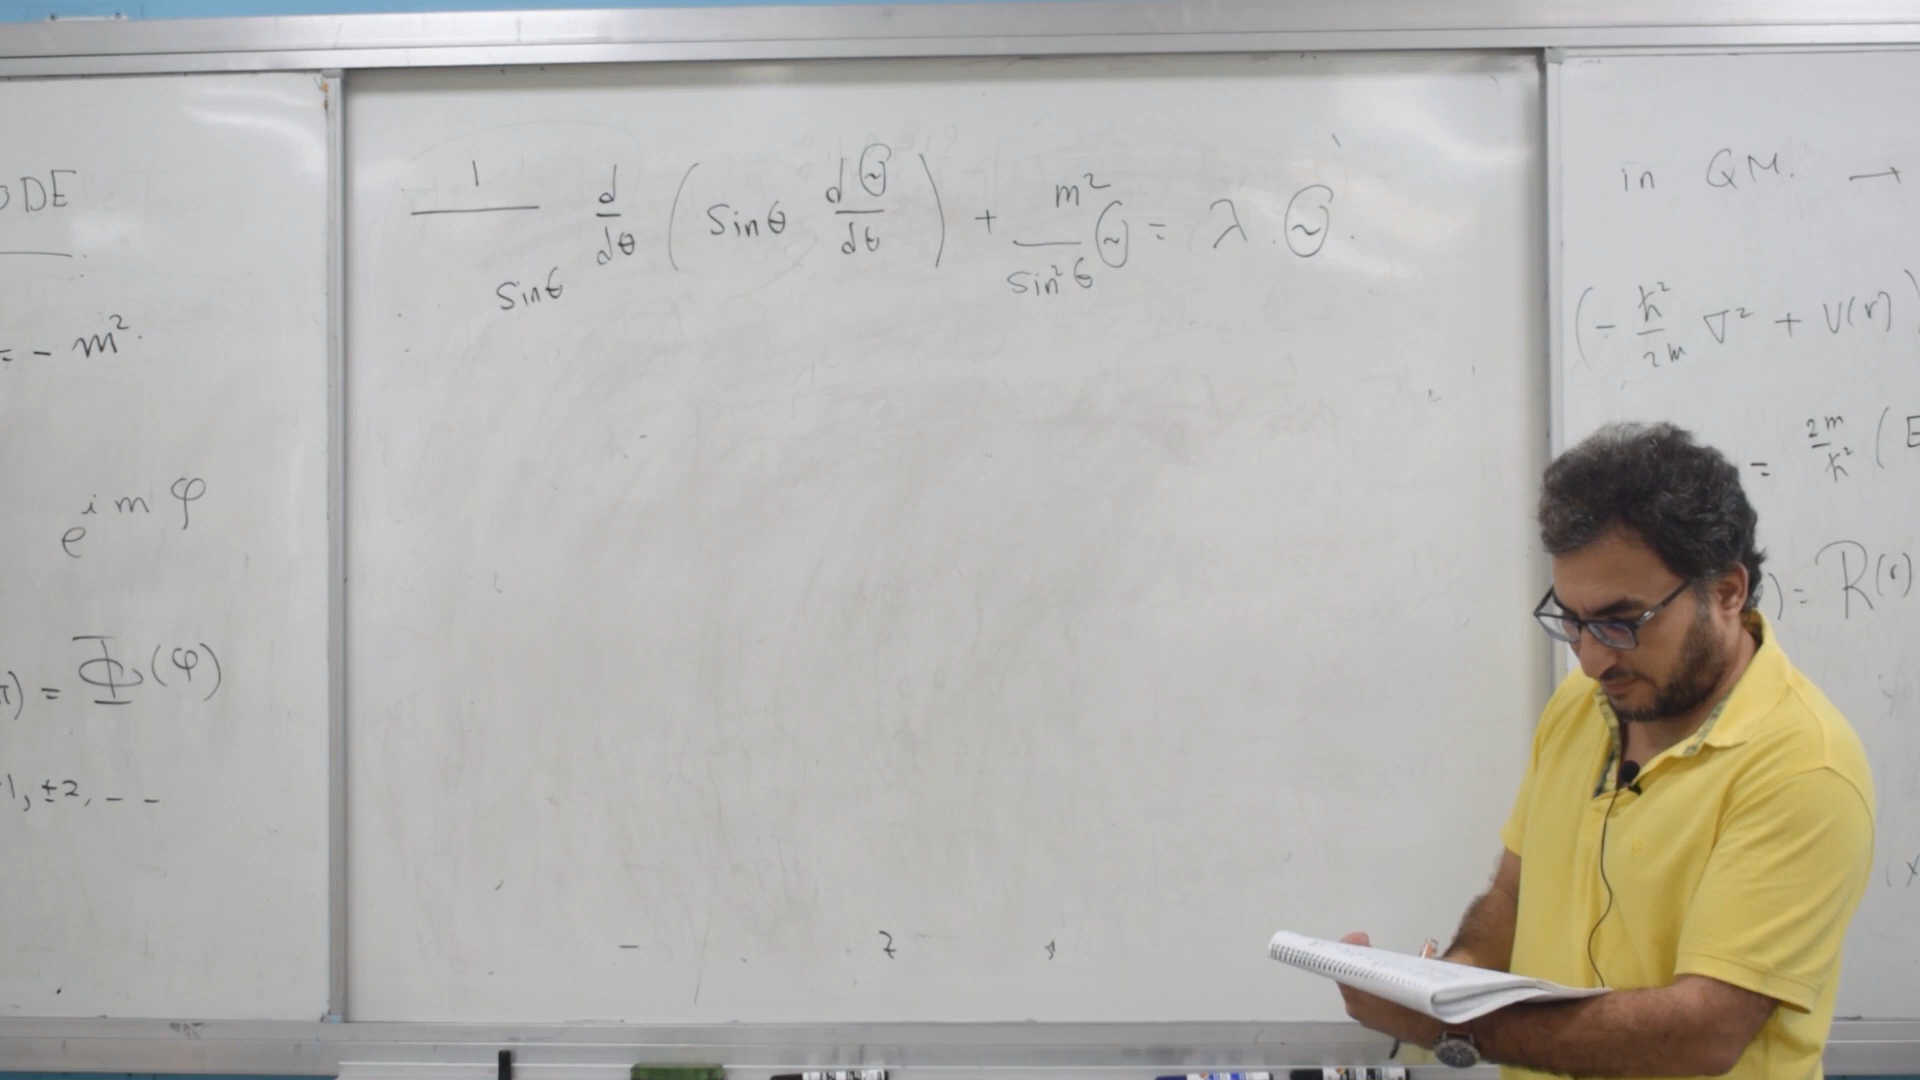 ODE
= - m².
e^{imφ}
) = Φ(φ)
1, ±2, - -
1/sinθ d/dθ ( Sinθ dΘ/dθ ) + m²/sin²θ Θ = λ . Θ .
in QM. →
( - ħ²/2m ∇² + V(r) )
= 2m/ħ² ( E
) = R(r)